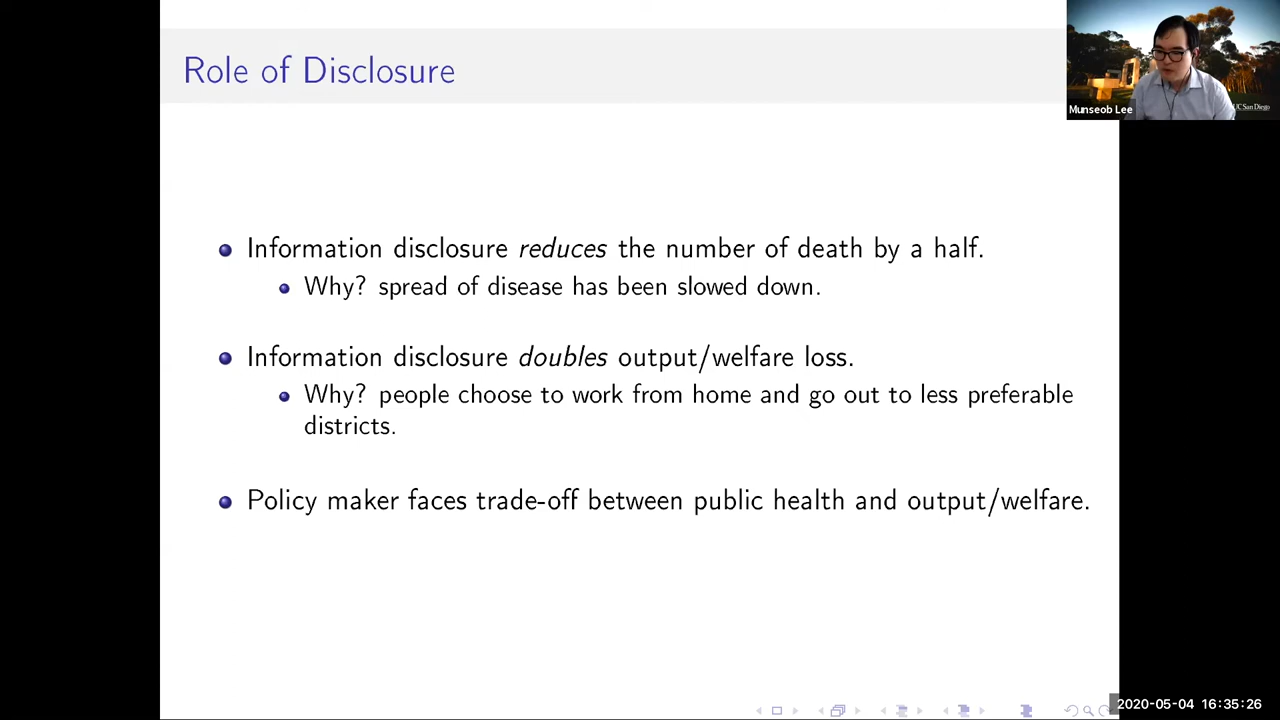 Role of Disclosure
Munseob Lee
UC San Diego
Information disclosure reduces the number of death by a half.
Why? spread of disease has been slowed down.
Information disclosure doubles output/welfare loss.
Why? people choose to work from home and go out to less preferable
districts.
Policy maker faces trade-off between public health and output/welfare.
2020-05-04 16:35:26